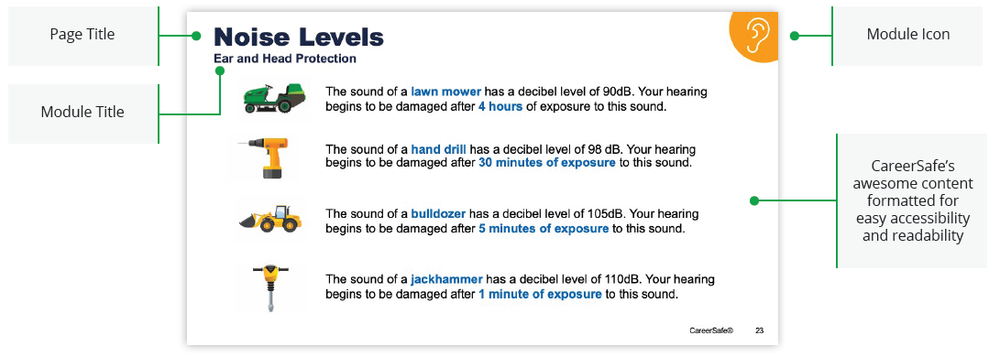 Page Title
Module Title
Noise Levels
Ear and Head Protection
The sound of a lawn mower has a decibel level of 90dB. Your hearing
begins to be damaged after 4 hours of exposure to this sound.
The sound of a hand drill has a decibel level of 98 dB. Your hearing
begins to be damaged after 30 minutes of exposure to this sound.
The sound of a bulldozer has a decibel level of 105dB. Your hearing
begins to be damaged after 5 minutes of exposure to this sound.
The sound of a jackhammer has a decibel level of 110dB. Your hearing
begins to be damaged after 1 minute of exposure to this sound.
CareerSafe® 23
Module Icon
CareerSafe’s
awesome content
formatted for
easy accessibility
and readability